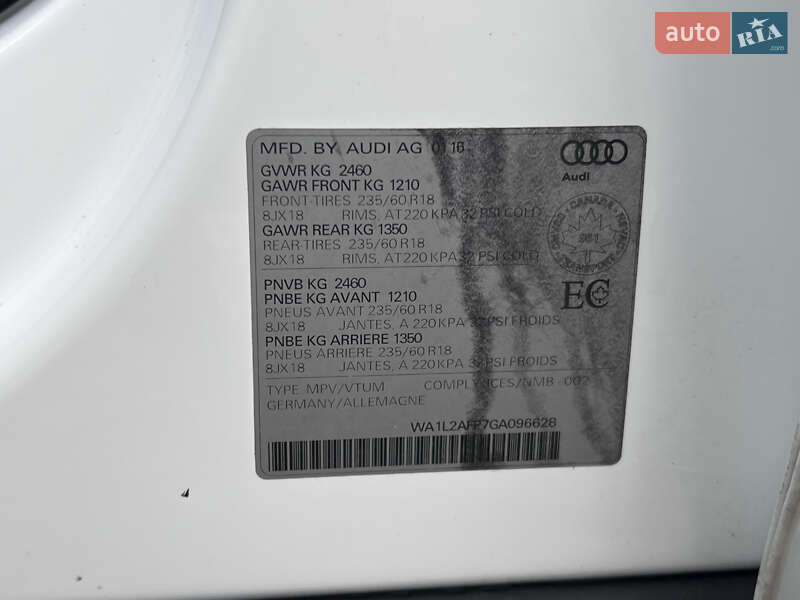 auto RIA .com
MFD. BY AUDI AG 01 16
Audi
GVWR KG 2460
GAWR FRONT KG 1210
FRONT-TIRES 235/60 R18
8JX18 RIMS, AT 220 KPA 32 PSI COLD
GAWR REAR KG 1350
REAR-TIRES 235/60 R18
8JX18 RIMS, AT 220 KPA 32 PSI COLD
CANADA
981
TRANSPORT
PNVB KG 2460
PNBE KG AVANT 1210
PNEUS AVANT 235/60 R18
8JX18 JANTES, A 220 KPA 32 PSI FROIDS
PNBE KG ARRIERE 1350
PNEUS ARRIERE 235/60 R18
8JX18 JANTES, A 220 KPA 32 PSI FROIDS
EC
TYPE: MPV/VTUM COMPLY/ICES/NMB - 002
GERMANY/ALLEMAGNE
WA1L2AFP7GA096628